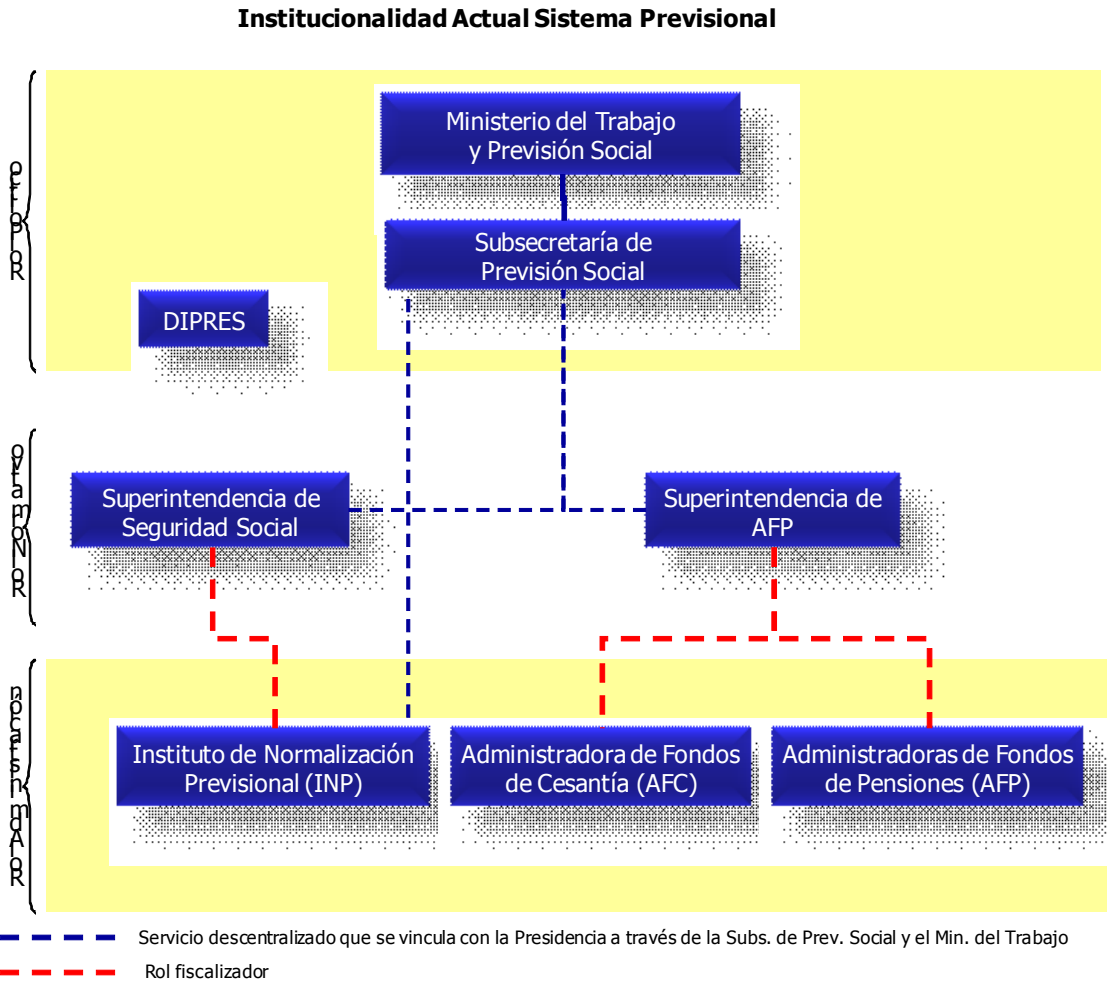 Institucionalidad Actual Sistema Previsional
Ministerio del Trabajo
y Previsión Social
Subsecretaría de
Previsión Social
DIPRES
Superintendencia de
Seguridad Social
Superintendencia de
AFP
Instituto de Normalización
Previsional (INP)
Administradora de Fondos
de Cesantía (AFC)
Administradoras de Fondos
de Pensiones (AFP)
Servicio descentralizado que se vincula con la Presidencia a través de la Subs. de Prev. Social y el Min. del Trabajo
Rol fiscalizador